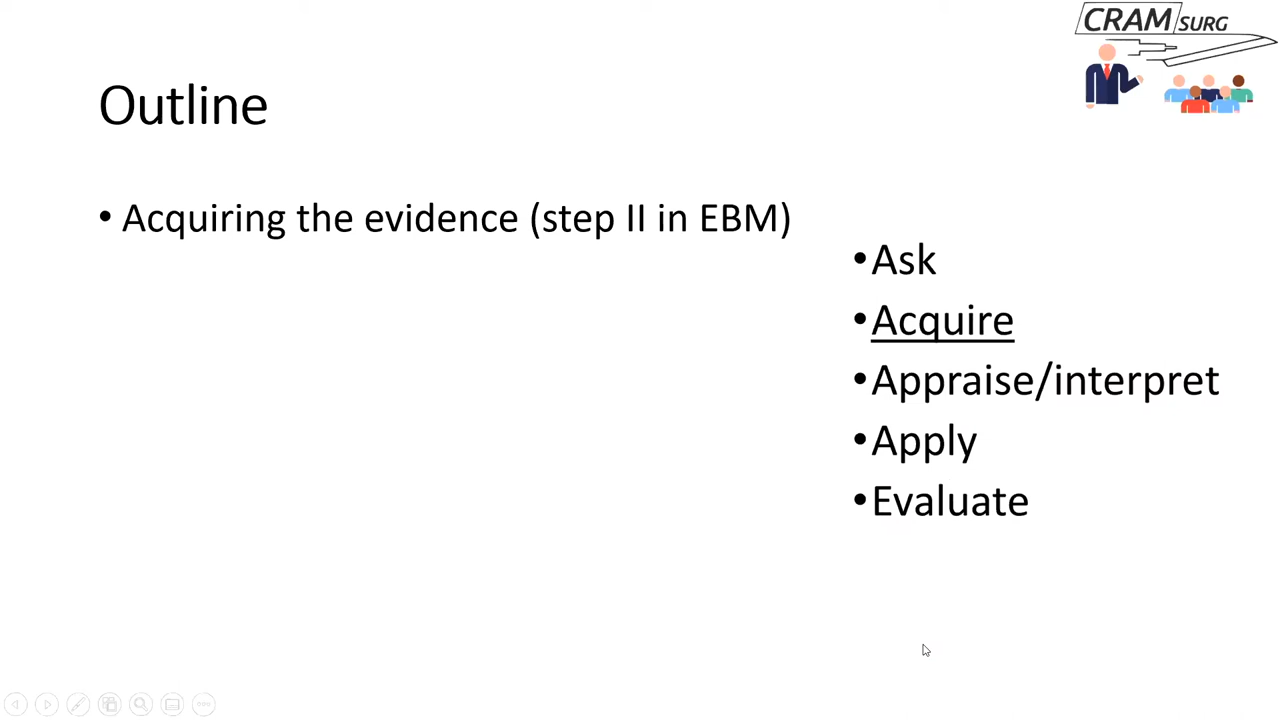 CRAM SURG
Outline
• Acquiring the evidence (step II in EBM)
• Ask
• Acquire
• Appraise/interpret
• Apply
• Evaluate